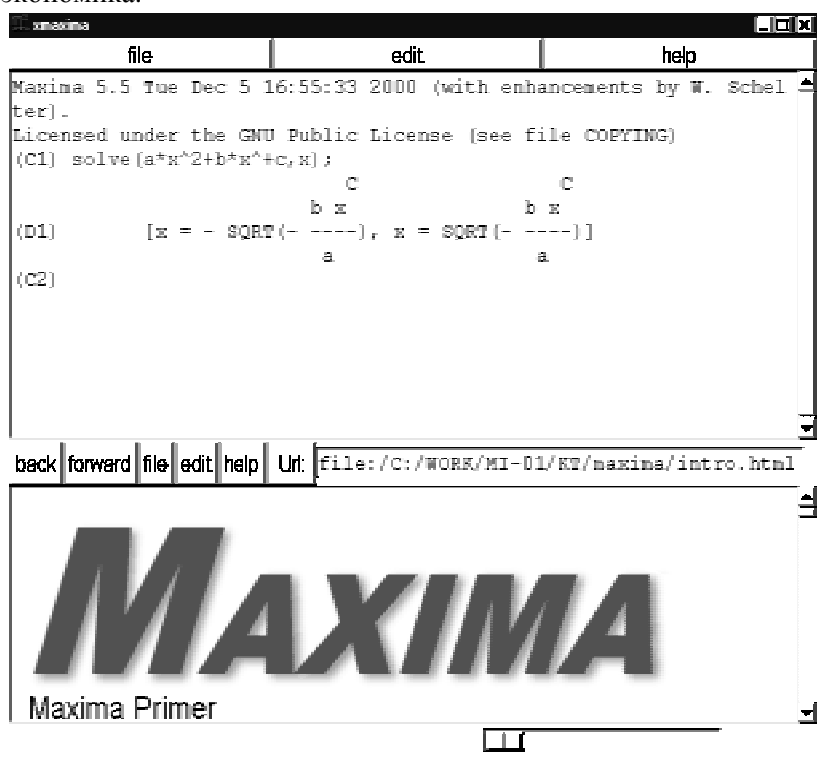 экономика.
xmaxima
file edit help
Maxima 5.5 Tue Dec 5 16:55:33 2000 (with enhancements by W. Schel
ter).
Licensed under the GNU Public License (see file COPYING)
(C1) solve(a*x^2+b*x^+c,x);
C C
b x b x
(D1) [x = - SQRT(- ----), x = SQRT(- ----)]
a a
(C2)
back forward file edit help Url: file:/C:/WORK/MI-01/KT/maxima/intro.html
MAXIMA
Maxima Primer